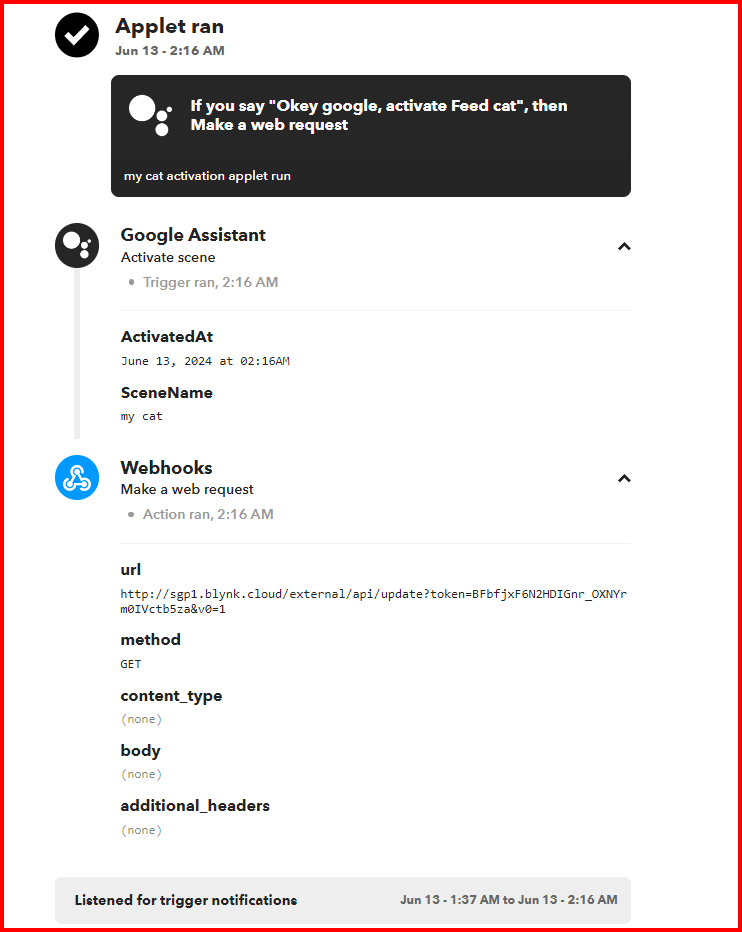 Applet ran
Jun 13 - 2:16 AM
If you say "Okey google, activate Feed cat", then
Make a web request
my cat activation applet run
Google Assistant
Activate scene
Trigger ran, 2:16 AM
ActivatedAt
June 13, 2024 at 02:16AM
SceneName
my cat
Webhooks
Make a web request
Action ran, 2:16 AM
url
http://sgp1.blynk.cloud/external/api/update?token=BFbfjxF6N2HDIGnr_OXNYr
m0IVctb5za&v0=1
method
GET
content_type
(none)
body
(none)
additional_headers
(none)
Listened for trigger notifications
Jun 13 - 1:37 AM to Jun 13 - 2:16 AM